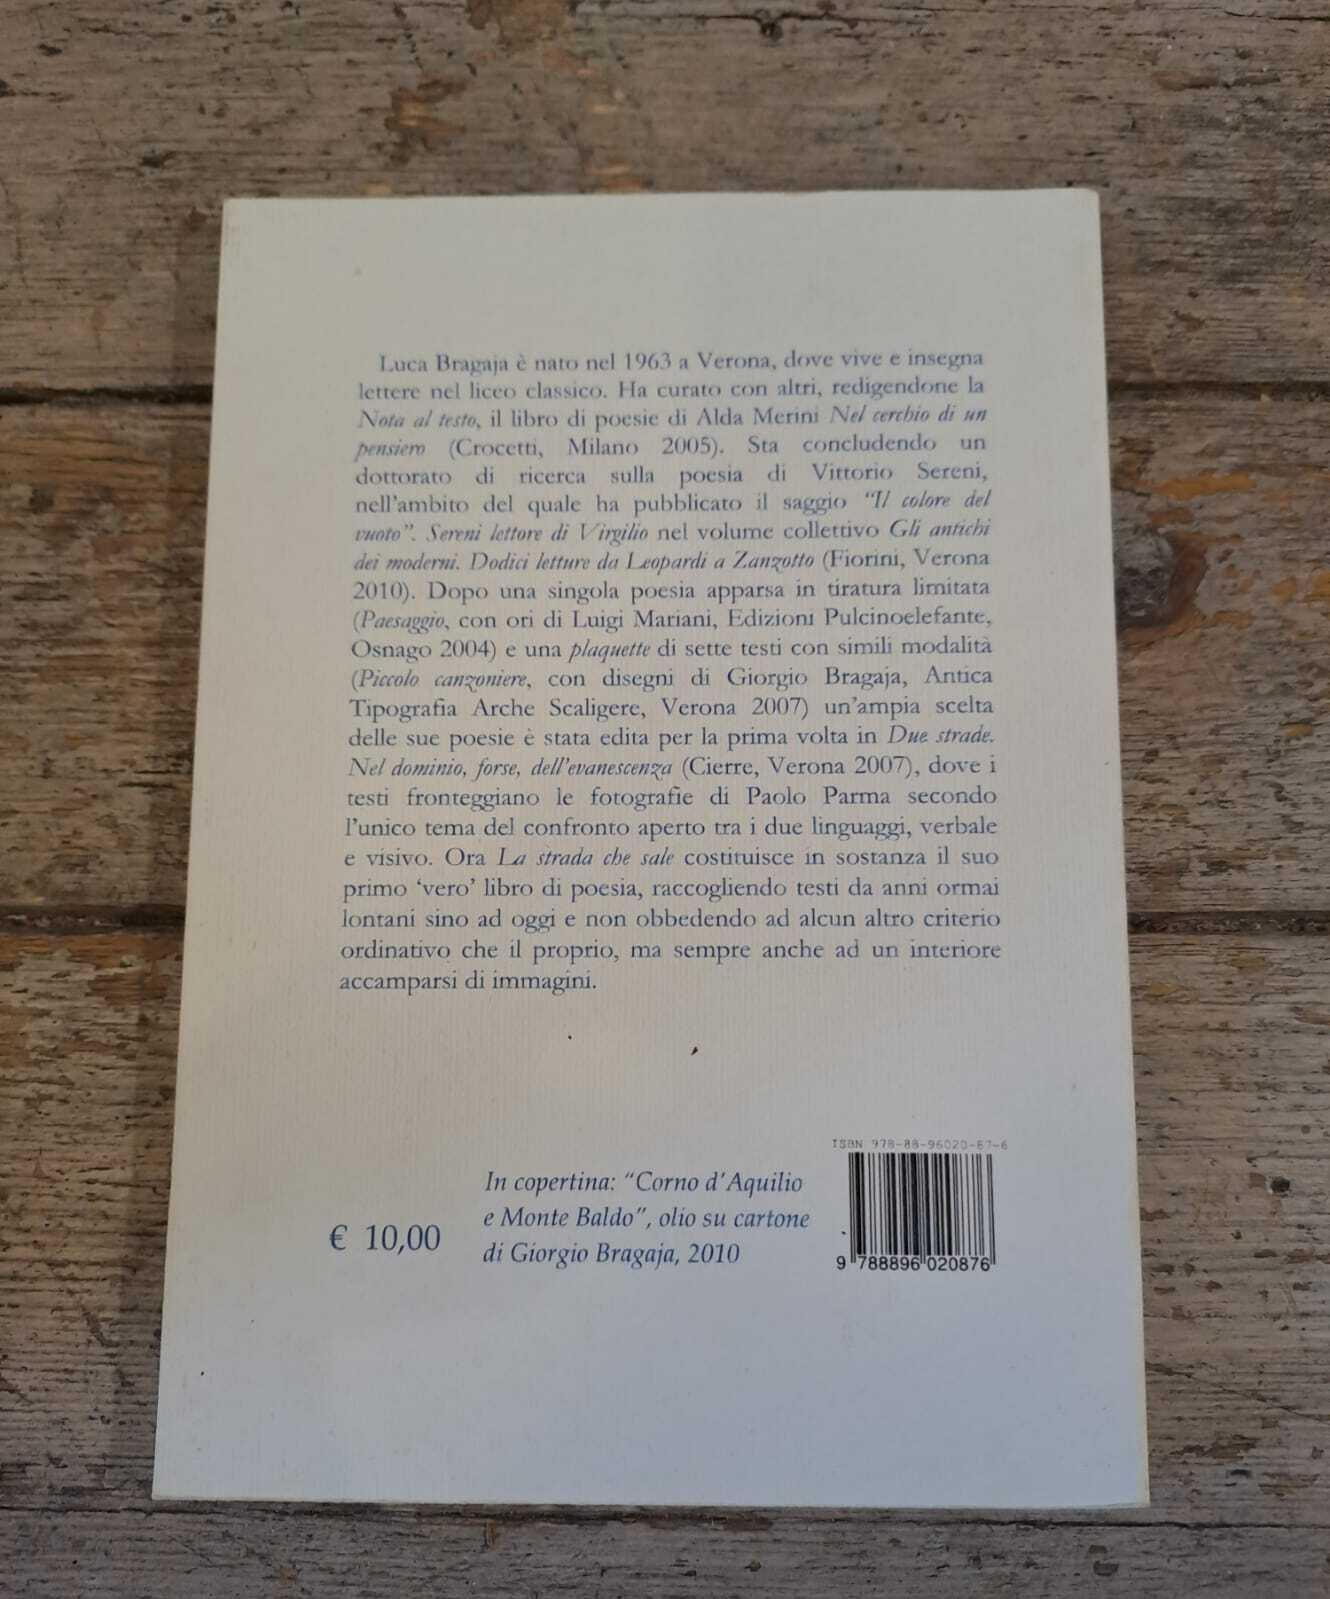 Luca Bragaja è nato nel 1963 a Verona, dove vive e insegna
lettere nel liceo classico. Ha curato con altri, redigendone la
Nota al testo, il libro di poesie di Alda Merini Nel cerchio di un
pensiero (Crocetti, Milano 2005). Sta concludendo un
dottorato di ricerca sulla poesia di Vittorio Sereni,
nell'ambito del quale ha pubblicato il saggio "Il colore del
vuoto". Sereni lettore di Virgilio nel volume collettivo Gli antichi
dei moderni. Dodici letture da Leopardi a Zanzotto (Fiorini, Verona
2010). Dopo una singola poesia apparsa in tiratura limitata
(Paesaggio, con ori di Luigi Mariani, Edizioni Pulcinoelefante,
Osnago 2004) e una plaquette di sette testi con simili modalità
(Piccolo canzoniere, con disegni di Giorgio Bragaja, Antica
Tipografia Arche Scaligere, Verona 2007) un'ampia scelta
delle sue poesie è stata edita per la prima volta in Due strade.
Nel dominio, forse, dell'evanescenza (Cierre, Verona 2007), dove i
testi fronteggiano le fotografie di Paolo Parma secondo
l'unico tema del confronto aperto tra i due linguaggi, verbale
e visivo. Ora La strada che sale costituisce in sostanza il suo
primo 'vero' libro di poesia, raccogliendo testi da anni ormai
lontani sino ad oggi e non obbedendo ad alcun altro criterio
ordinativo che il proprio, ma sempre anche ad un interiore
accamparsi di immagini.
€ 10,00
In copertina: "Corno d'Aquilio
e Monte Baldo", olio su cartone
di Giorgio Bragaja, 2010
ISBN 978-88-96020-87-6
9 788896 020876